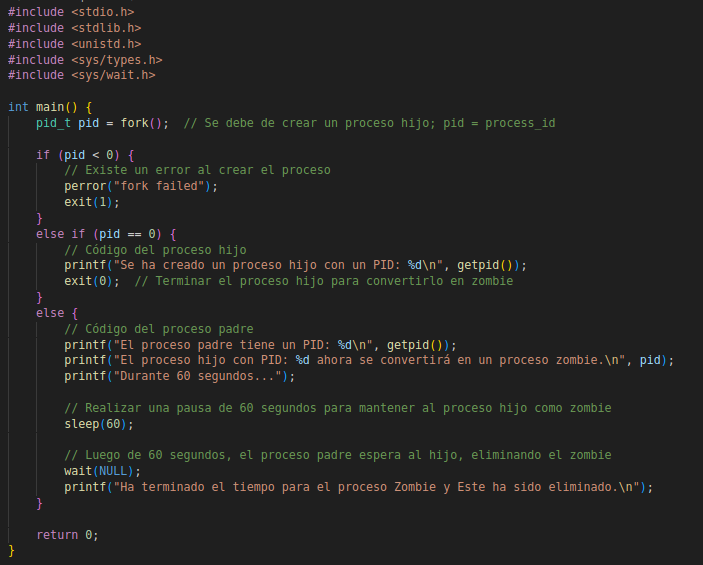 #include <stdio.h>
#include <stdlib.h>
#include <unistd.h>
#include <sys/types.h>
#include <sys/wait.h>
int main() {
pid_t pid = fork();  // Se debe de crear un proceso hijo; pid = process_id
if (pid < 0) {
// Existe un error al crear el proceso
perror("fork failed");
exit(1);
}
else if (pid == 0) {
// Código del proceso hijo
printf("Se ha creado un proceso hijo con un PID: %d\n", getpid());
exit(0);  // Terminar el proceso hijo para convertirlo en zombie
}
else {
// Código del proceso padre
printf("El proceso padre tiene un PID: %d\n", getpid());
printf("El proceso hijo con PID: %d ahora se convertirá en un proceso zombie.\n", pid);
printf("Durante 60 segundos...");
// Realizar una pausa de 60 segundos para mantener al proceso hijo como zombie
sleep(60);
// Luego de 60 segundos, el proceso padre espera al hijo, eliminando el zombie
wait(NULL);
printf("Ha terminado el tiempo para el proceso Zombie y Este ha sido eliminado.\n");
}
return 0;
}